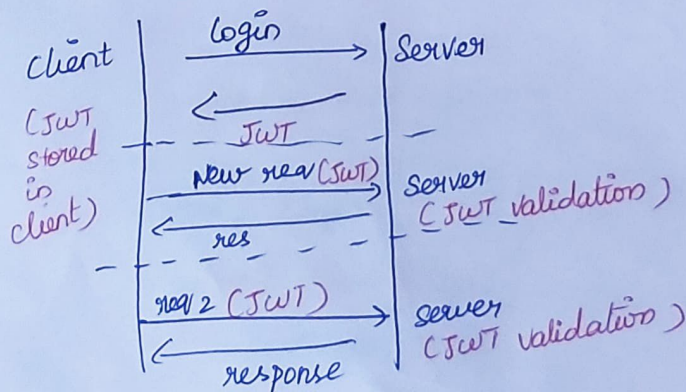 login
Client
Server
(JWT
stored
in
client)
JWT
New req (JWT)
server
(JWT validation)
res
req 2 (JWT)
server
(JWT validation)
response